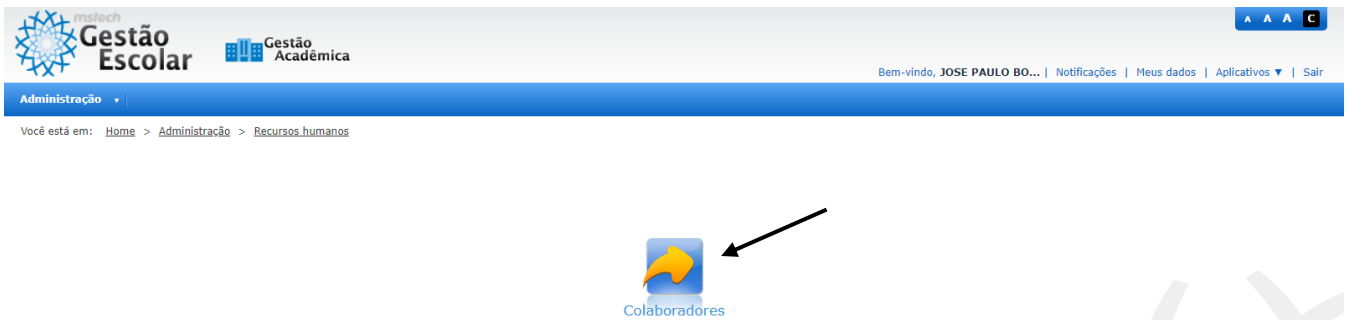 mstech
Gestão
Escolar
Gestão
Acadêmica
A A A C
Bem-vindo, JOSE PAULO BO... | Notificações | Meus dados | Aplicativos ▼ | Sair
Administração ▼
Você está em: Home > Administração > Recursos humanos
Colaboradores